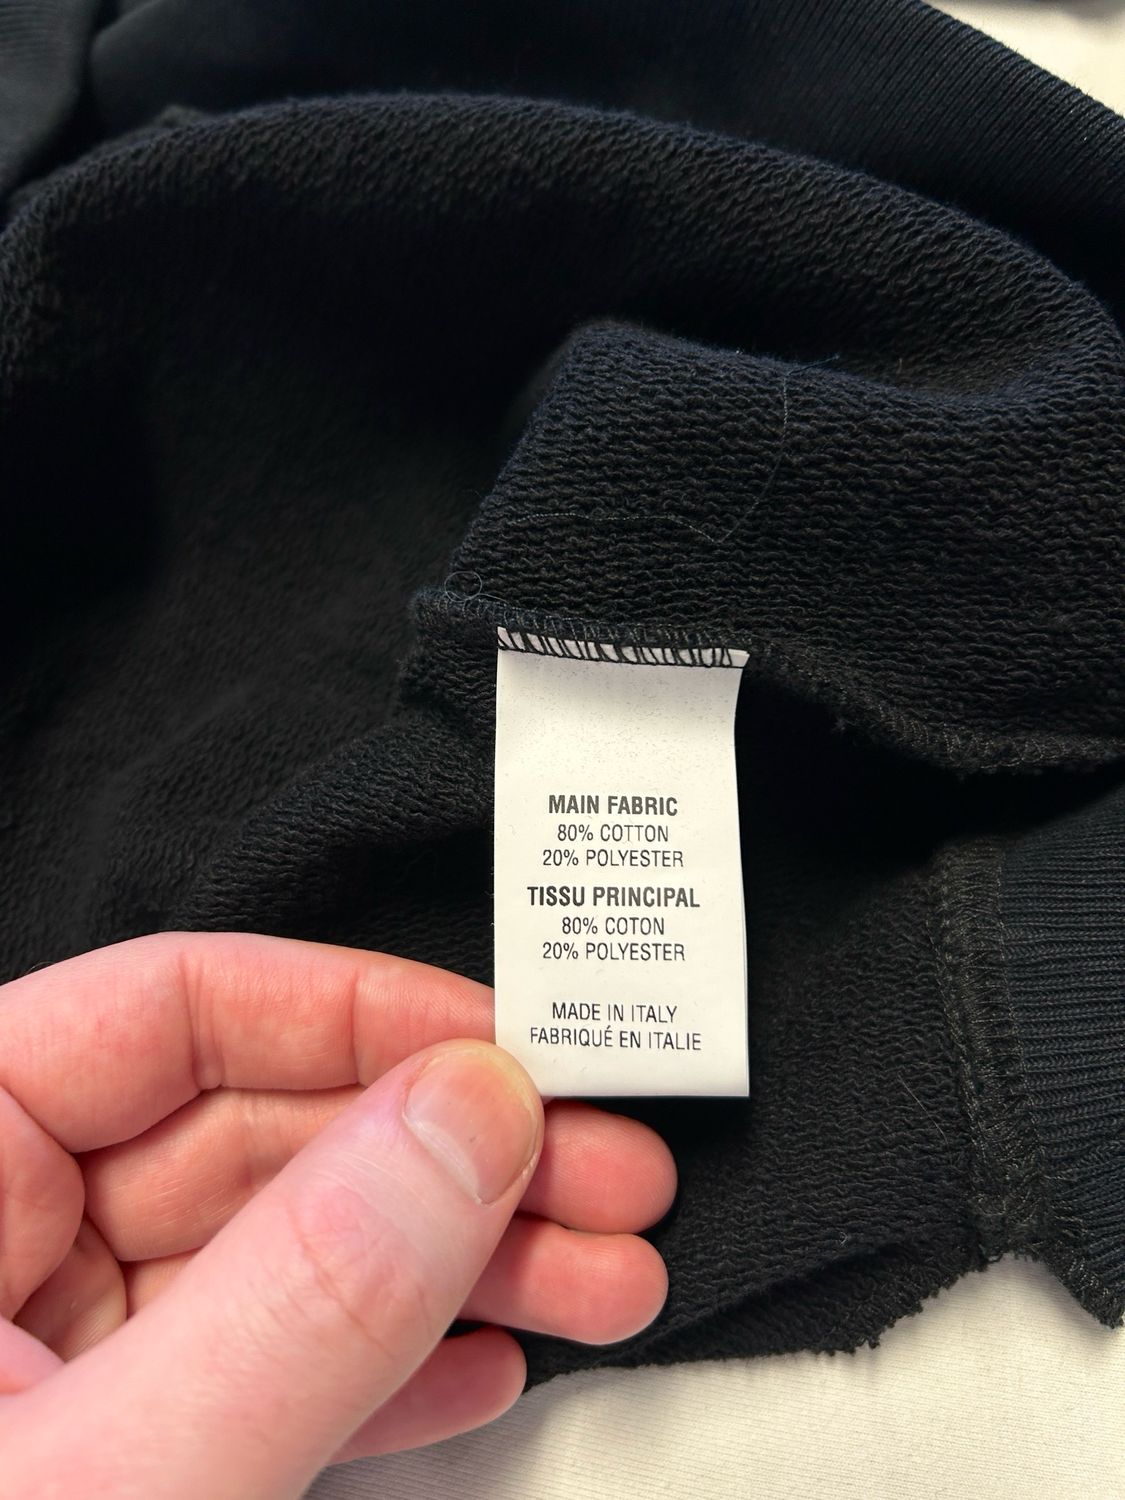 MAIN FABRIC
80% COTTON
20% POLYESTER
TISSU PRINCIPAL
80% COTON
20% POLYESTER
MADE IN ITALY
FABRIQUÉ EN ITALIE